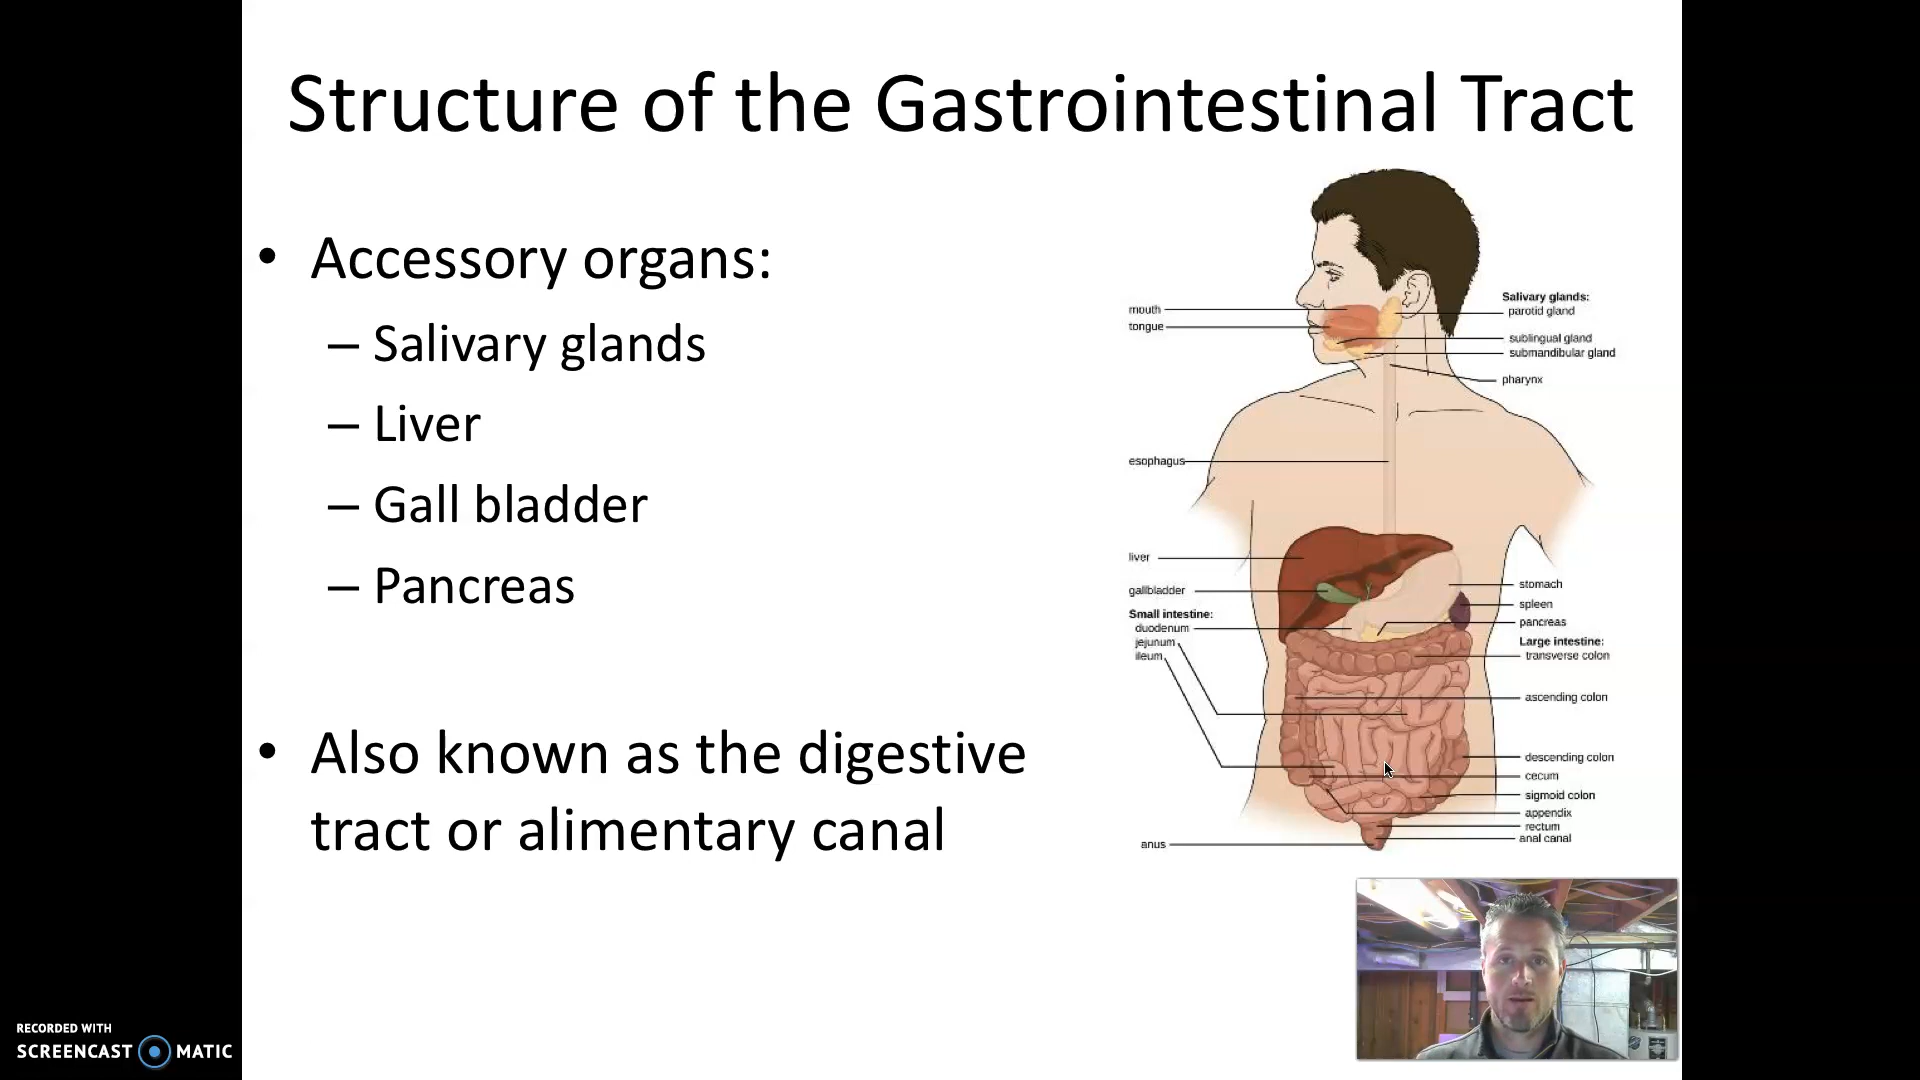 Structure of the Gastrointestinal Tract
• Accessory organs:
– Salivary glands
– Liver
– Gall bladder
– Pancreas
• Also known as the digestive
tract or alimentary canal
mouth
tongue
esophagus
liver
gallbladder
Small intestine:
duodenum
jejunum
ileum
anus
Salivary glands:
parotid gland
sublingual gland
submandibular gland
pharynx
stomach
spleen
pancreas
Large intestine:
transverse colon
ascending colon
descending colon
cecum
sigmoid colon
appendix
rectum
anal canal
RECORDED WITH
SCREENCAST MATIC